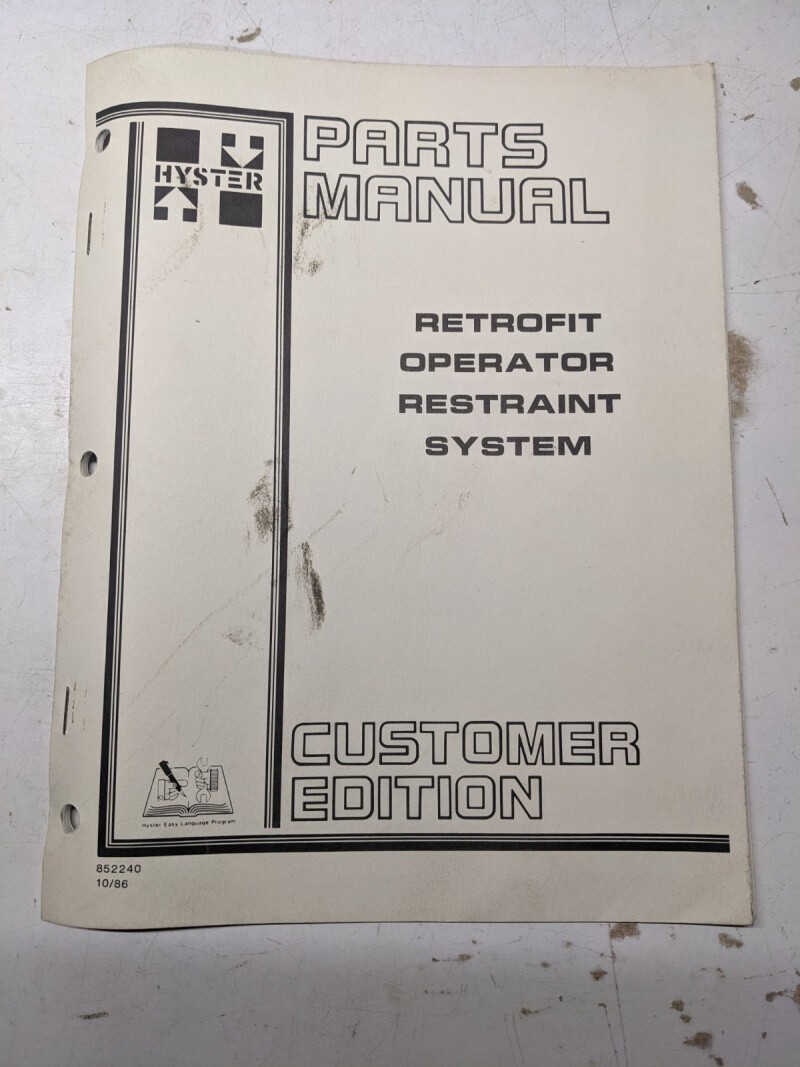 HYSTER
PARTS
MANUAL
RETROFIT
OPERATOR
RESTRAINT
SYSTEM
CUSTOMER
EDITION
Hyster Easy Language Program
852240
10/86